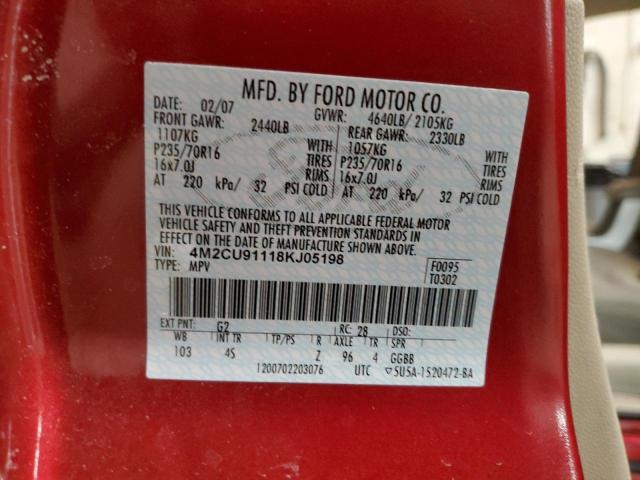 MFD. BY FORD MOTOR CO.
DATE: 02/07 GVWR: 4640LB/ 2105KG
FRONT GAWR: 2440LB REAR GAWR: 2330LB
1107KG WITH 1057KG WITH
P235/70R16 TIRES P235/70R16 TIRES
16x7.0J RIMS 16x7.0J RIMS
AT 220 kPa/ 32 PSI COLD AT 220 kPa/ 32 PSI COLD
THIS VEHICLE CONFORMS TO ALL APPLICABLE FEDERAL MOTOR
VEHICLE SAFETY AND THEFT PREVENTION STANDARDS IN
EFFECT ON THE DATE OF MANUFACTURE SHOWN ABOVE.
VIN: 4M2CU91118KJ05198 F0095
TYPE: MPV T0302
EXT PNT: G2 RC: 28 DSO:
WB INT TR TP/PS R AXLE TR SPR
103 4S Z 96 4 GGBB
1200702203076 UTC ▽5U5A-1520472-BA